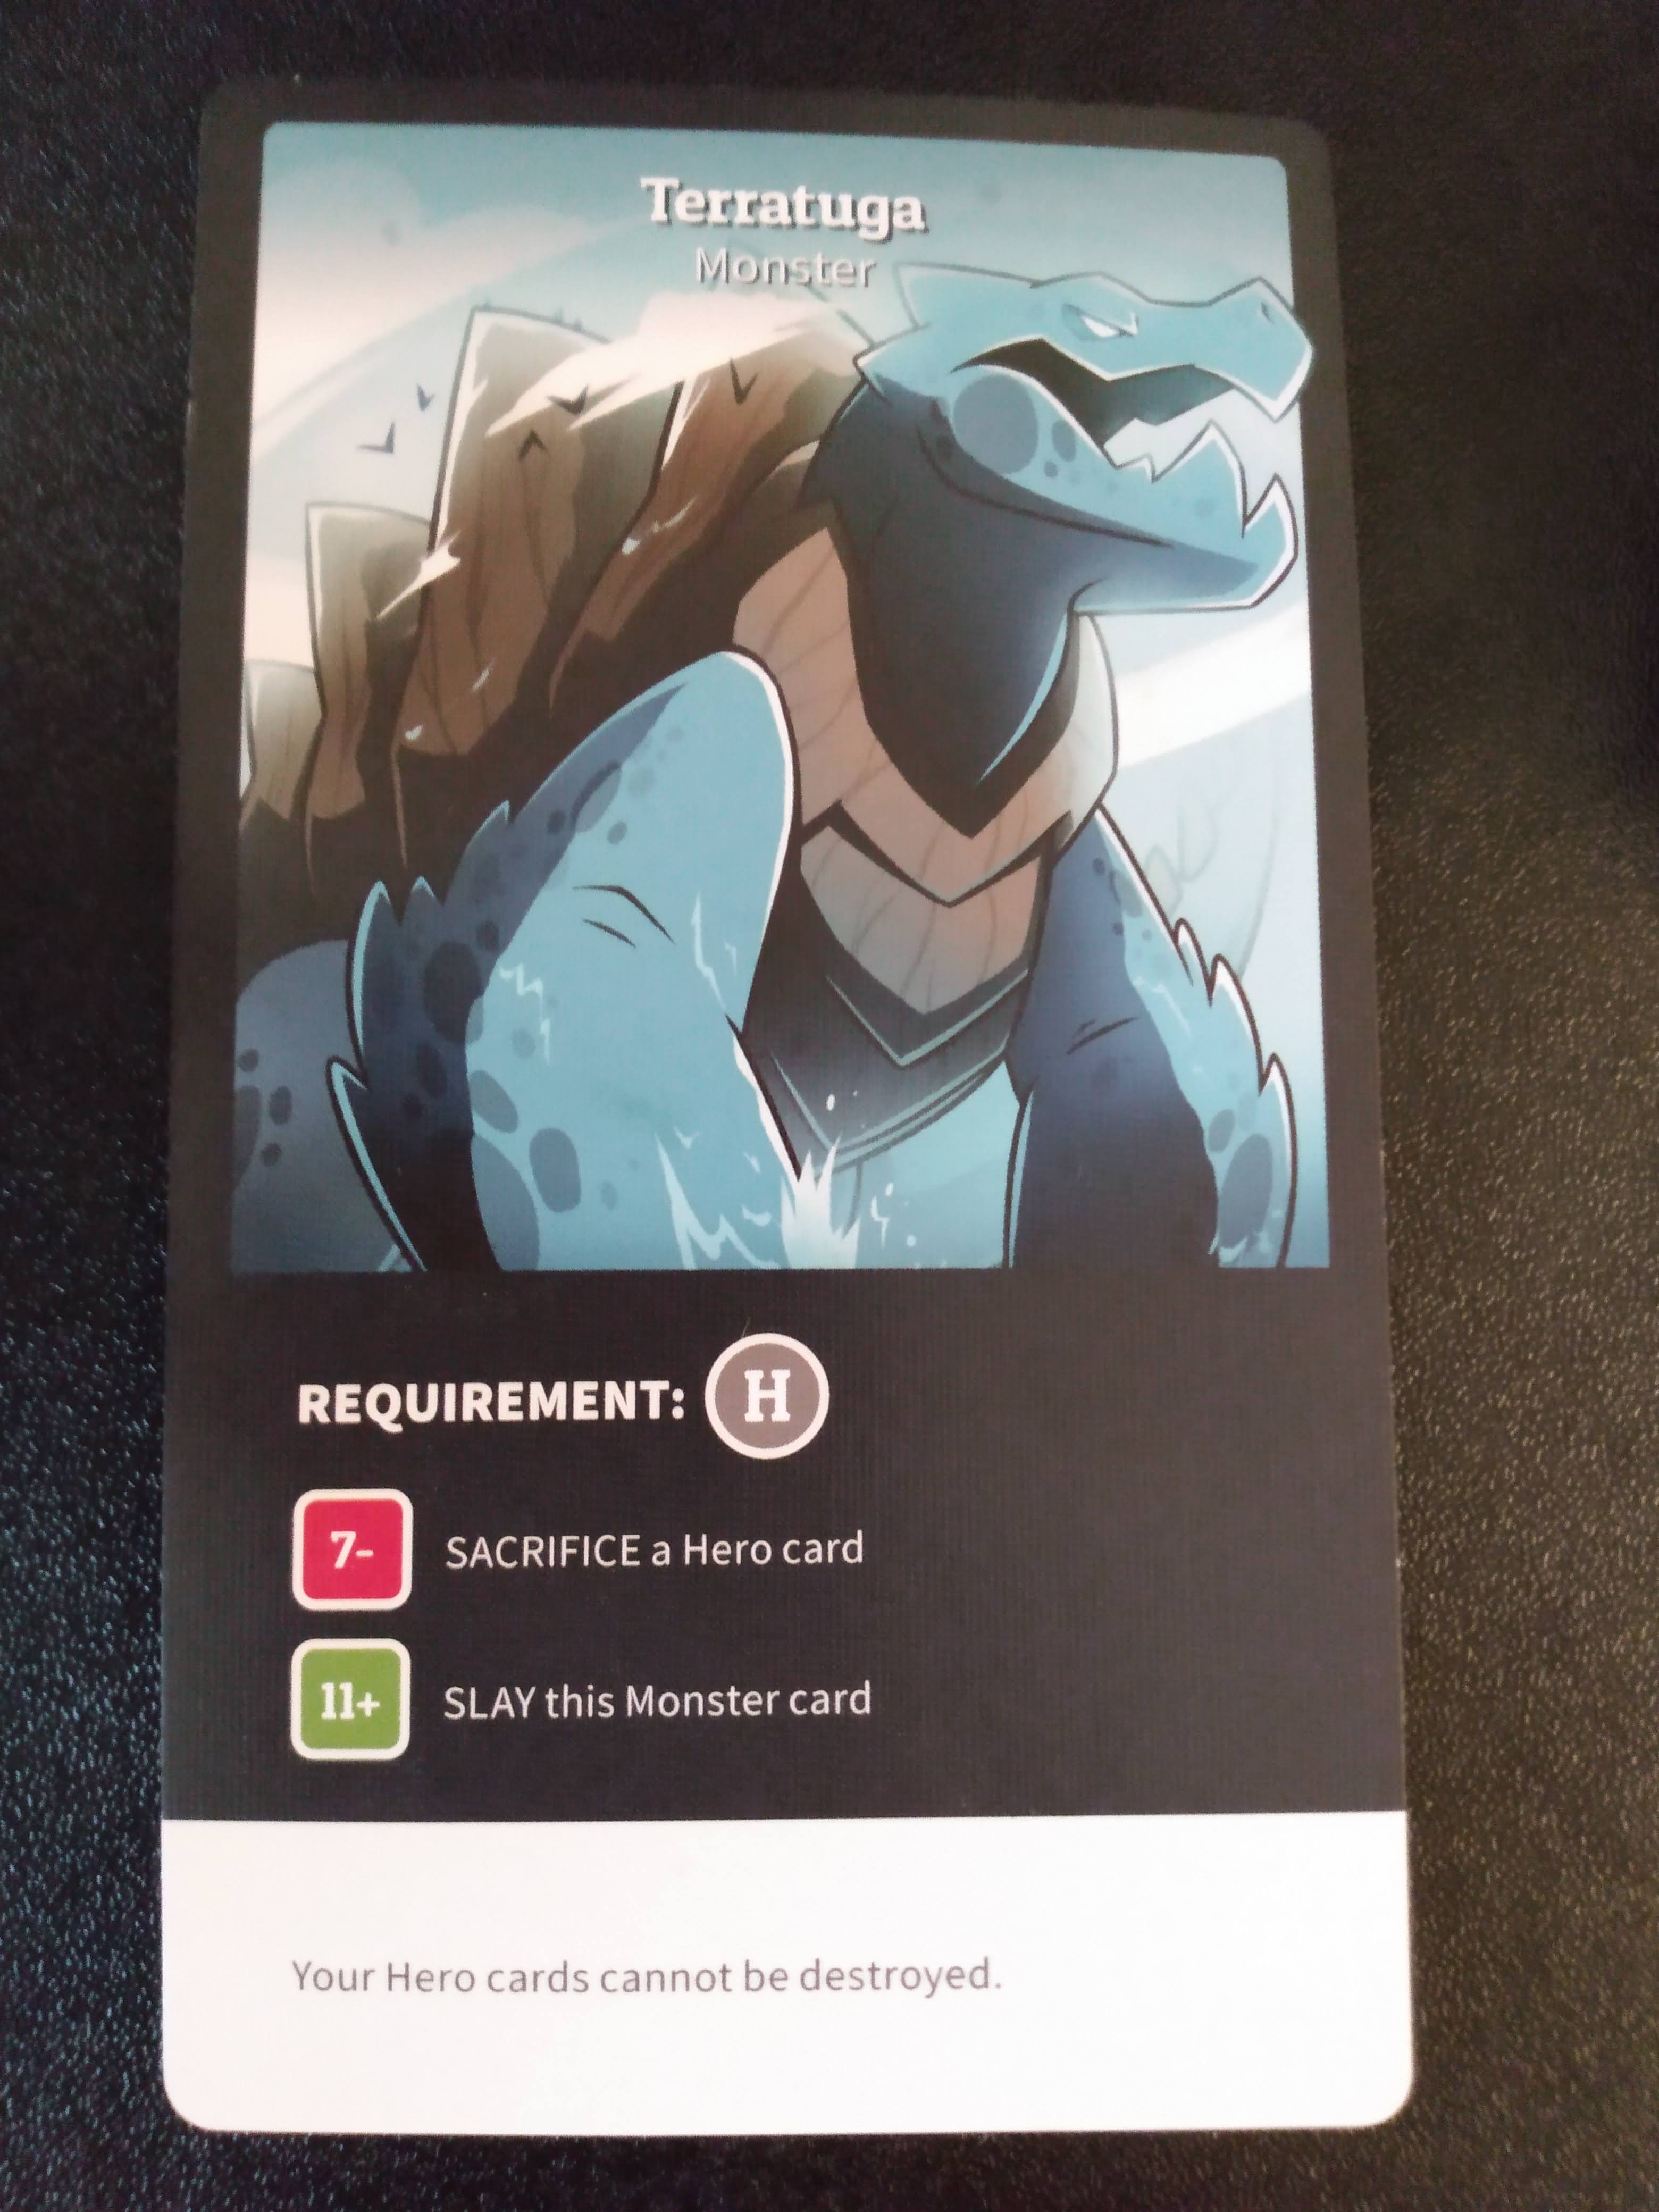 Terratuga
Monster
REQUIREMENT: H
7- SACRIFICE a Hero card
11+ SLAY this Monster card
Your Hero cards cannot be destroyed.